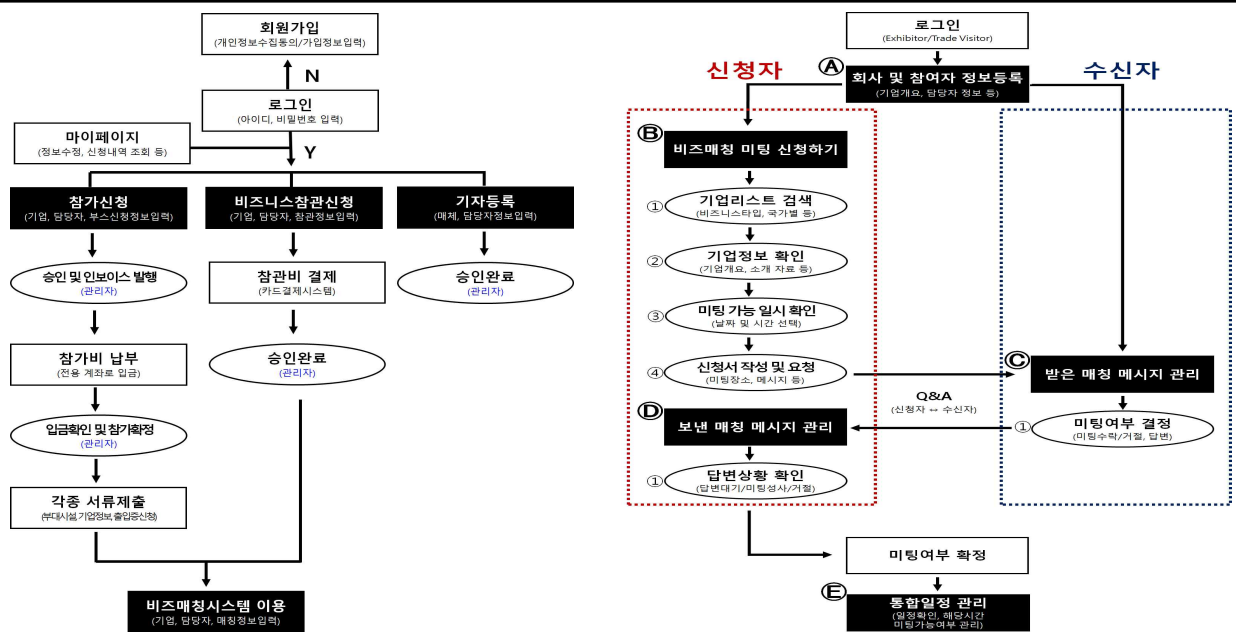 회원가입
(개인정보수집동의/가입정보입력)
N
로그인
(아이디, 비밀번호 입력)
마이페이지
(정보수정, 신청내역 조회 등)
Y
참가신청
(기업, 담당자, 부스신청정보입력)
비즈니스참관신청
(기업, 담당자, 참관정보입력)
기자등록
(매체, 담당자정보입력)
승인 및 인보이스 발행
(관리자)
참관비 결제
(카드결제시스템)
승인완료
(관리자)
참가비 납부
(전용 계좌로 입금)
승인완료
(관리자)
입금확인 및 참가확정
(관리자)
각종 서류제출
(부대시설, 기업정보, 출입증신청)
비즈매칭시스템 이용
(기업, 담당자, 매칭정보입력)
로그인
(Exhibitor/Trade Visitor)
신청자
Ⓐ
회사 및 참여자 정보등록
(기업개요, 담당자 정보 등)
수신자
Ⓑ
비즈매칭 미팅 신청하기
①
기업리스트 검색
(비즈니스타입, 국가별 등)
②
기업정보 확인
(기업개요, 소개 자료 등)
③
미팅 가능 일시 확인
(날짜 및 시간 선택)
④
신청서 작성 및 요청
(미팅장소, 메시지 등)
Ⓒ
받은 매칭 메시지 관리
Q&A
(신청자 ↔ 수신자)
Ⓓ
보낸 매칭 메시지 관리
①
미팅여부 결정
(미팅수락/거절, 답변)
①
답변상황 확인
(답변대기/미팅성사/거절)
미팅여부 확정
Ⓔ
통합일정 관리
(일정확인, 해당시간
미팅가능여부 관리)